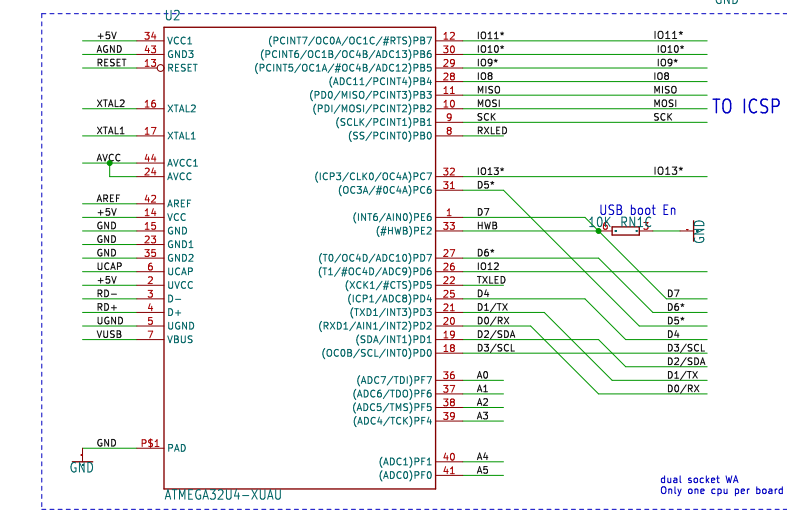 GND
U2
+5V 34 VCC1 (PCINT7/OC0A/OC1C/#RTS)PB7 12 IO11* IO11*
AGND 43 GND3 (PCINT6/OC1B/OC4B/ADC13)PB6 30 IO10* IO10*
RESET 13 RESET (PCINT5/OC1A/#OC4B/ADC12)PB5 29 IO9* IO9*
(ADC11/PCINT4)PB4 28 IO8 IO8
(PD0/MISO/PCINT3)PB3 11 MISO MISO
XTAL2 16 XTAL2 (PDI/MOSI/PCINT2)PB2 10 MOSI MOSI TO ICSP
(SCLK/PCINT1)PB1 9 SCK SCK
XTAL1 17 XTAL1 (SS/PCINT0)PB0 8 RXLED
AVCC 44 AVCC1
24 AVCC (ICP3/CLK0/OC4A)PC7 32 IO13* IO13*
(OC3A/#0C4A)PC6 31 D5*
AREF 42 AREF
+5V 14 VCC (INT6/AIN0)PE6 1 D7 USB boot En
GND 15 GND (#HWB)PE2 33 HWB 10K RN1C GND
GND 23 GND1
GND 35 GND2 (T0/OC4D/ADC10)PD7 27 D6*
UCAP 6 UCAP (T1/#OC4D/ADC9)PD6 26 IO12
+5V 2 UVCC (XCK1/#CTS)PD5 22 TXLED
RD- 3 D- (ICP1/ADC8)PD4 25 D4 D7
RD+ 4 D+ (TXD1/INT3)PD3 21 D1/TX D6*
UGND 5 UGND (RXD1/AIN1/INT2)PD2 20 D0/RX D5*
VUSB 7 VBUS (SDA/INT1)PD1 19 D2/SDA D4
(OC0B/SCL/INT0)PD0 18 D3/SCL D3/SCL
D2/SDA
(ADC7/TDI)PF7 36 A0 D1/TX
(ADC6/TDO)PF6 37 A1 D0/RX
(ADC5/TMS)PF5 38 A2
(ADC4/TCK)PF4 39 A3
GND P$1 PAD
GND (ADC1)PF1 40 A4
(ADC0)PF0 41 A5
dual socket WA
Only one cpu per board
ATMEGA32U4-XUAU